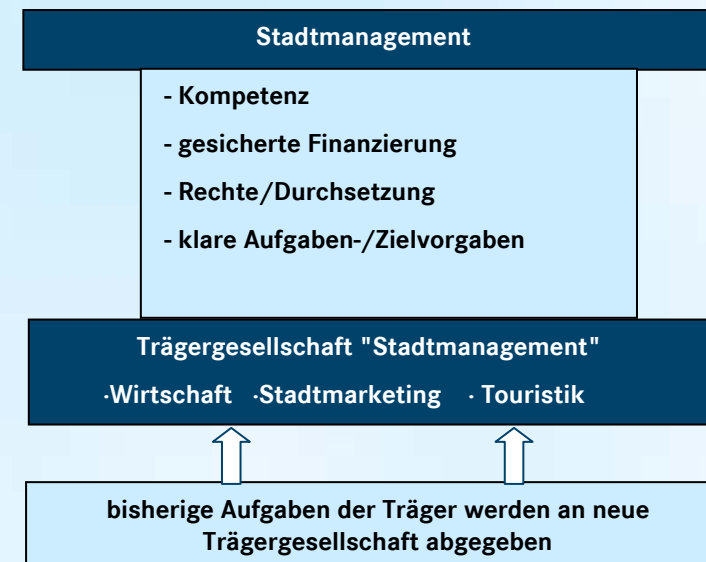 Stadtmanagement
- Kompetenz
- gesicherte Finanzierung
- Rechte/Durchsetzung
- klare Aufgaben-/Zielvorgaben
Trägergesellschaft "Stadtmanagement"
·Wirtschaft ·Stadtmarketing · Touristik
bisherige Aufgaben der Träger werden an neue
Trägergesellschaft abgegeben